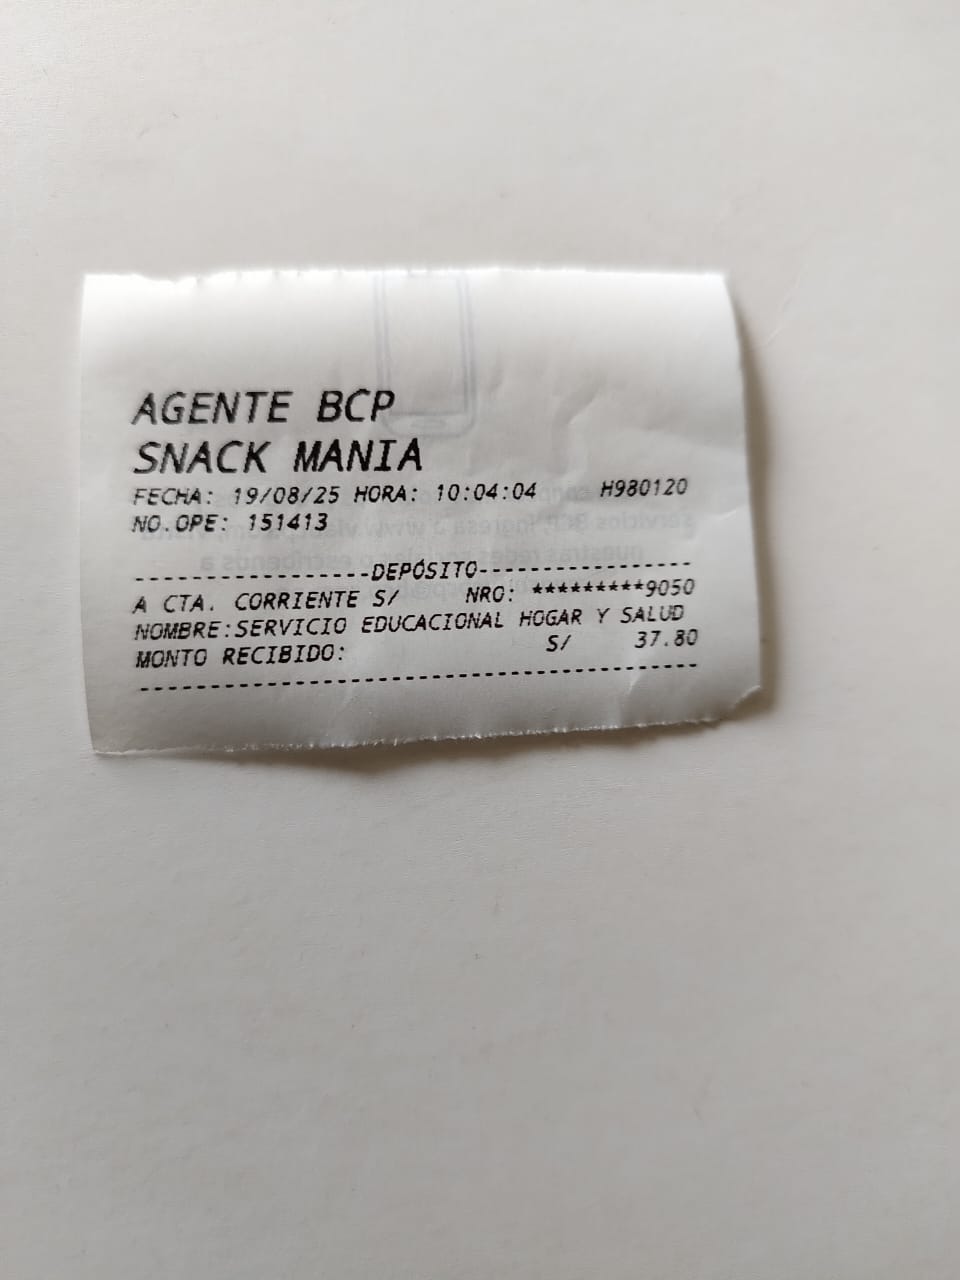 AGENTE BCP
SNACK MANIA
FECHA: 19/08/25 HORA: 10:04:04 H980120
NO.OPE: 151413
------------------DEPÓSITO----------------
A CTA. CORRIENTE S/ NRO: *********9050
NOMBRE:SERVICIO EDUCACIONAL HOGAR Y SALUD
MONTO RECIBIDO: S/ 37.80
------------------------------------------